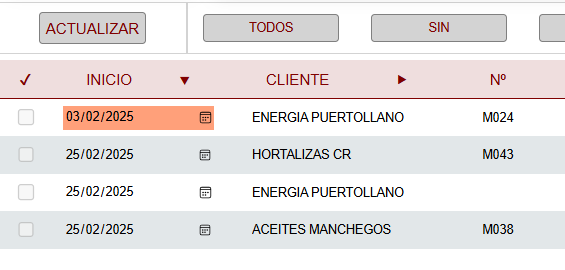 ACTUALIZAR TODOS SIN
✓ INICIO ▼ CLIENTE ► Nº
03/02/2025 ENERGIA PUERTOLLANO M024
25/02/2025 HORTALIZAS CR M043
25/02/2025 ENERGIA PUERTOLLANO
25/02/2025 ACEITES MANCHEGOS M038